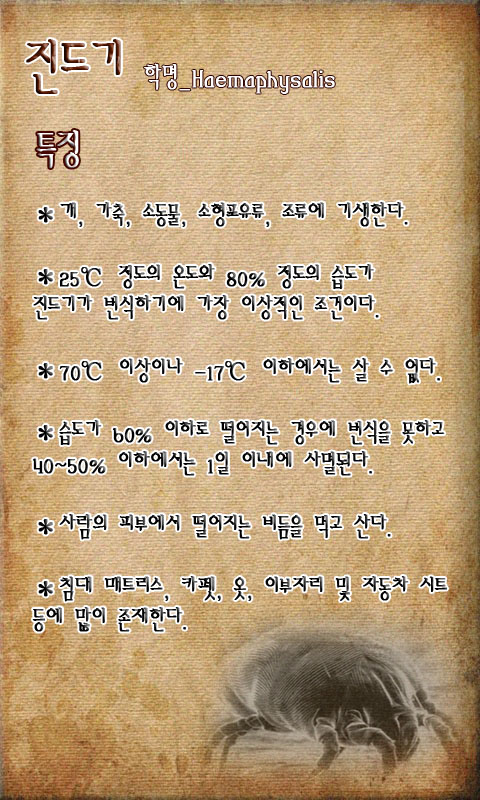 진드기 학명_Haemaphysalis
특징
*개, 가축, 소동물, 소형포유류, 조류에 기생한다.
*25℃ 정도의 온도와 80% 정도의 습도가
진드기가 번식하기에 가장 이상적인 조건이다.
*70℃ 이상이나 -17℃ 이하에서는 살 수 없다.
*습도가 60% 이하로 떨어지는 경우에 번식을 못하고
40~50% 이하에서는 1일 이내에 사멸된다.
*사람의 피부에서 떨어지는 비듬을 먹고 산다.
*침대 매트리스, 카펫, 옷, 이부자리 및 자동차 시트
등에 많이 존재한다.